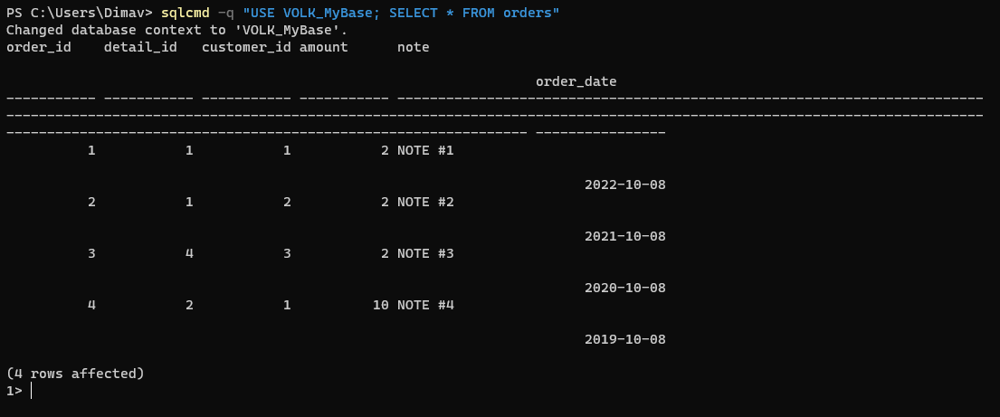 PS C:\Users\Dimav> sqlcmd -q "USE VOLK_MyBase; SELECT * FROM orders"
Changed database context to 'VOLK_MyBase'.
order_id    detail_id   customer_id amount      note
                                                                 order_date
----------- ----------- ----------- ----------- ------------------------------------------------------------------------
------------------------------------------------------------------------------------------------------------------------
---------------------------------------------------------------- ----------------
          1           1           1           2 NOTE #1
                                                                       2022-10-08
          2           1           2           2 NOTE #2
                                                                       2021-10-08
          3           4           3           2 NOTE #3
                                                                       2020-10-08
          4           2           1          10 NOTE #4
                                                                       2019-10-08
(4 rows affected)
1>